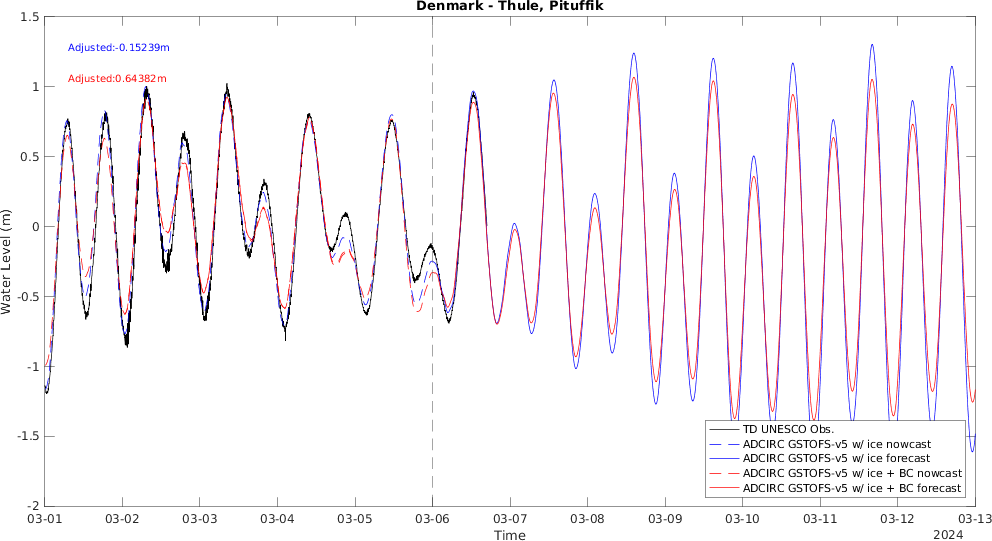 Denmark - Thule, Pituffik
1.5
Adjusted:-0.15239m
Adjusted:0.64382m
1
0.5
0
-0.5
-1
-1.5
-2
Water Level (m)
TD UNESCO Obs.
ADCIRC GSTOFS-v5 w/ ice nowcast
ADCIRC GSTOFS-v5 w/ ice forecast
ADCIRC GSTOFS-v5 w/ ice + BC nowcast
ADCIRC GSTOFS-v5 w/ ice + BC forecast
03-01 03-02 03-03 03-04 03-05 03-06 03-07 03-08 03-09 03-10 03-11 03-12 03-13
Time
2024